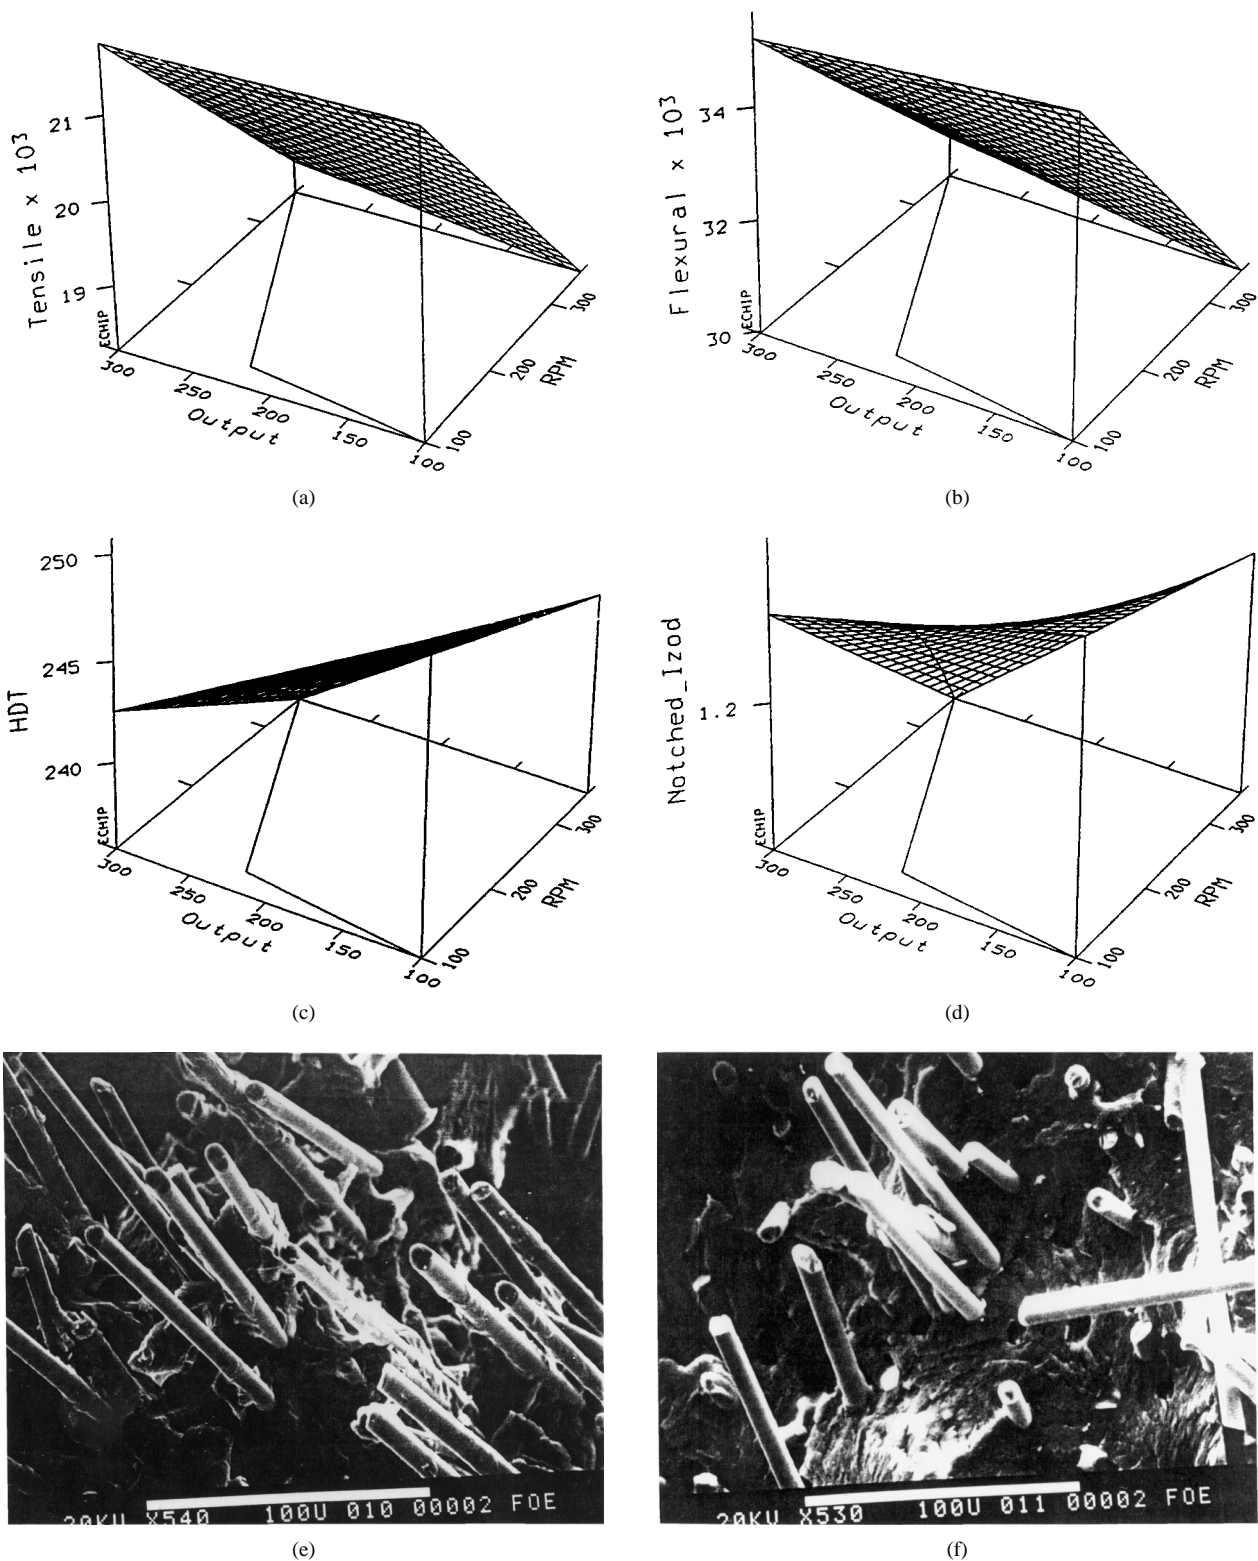 Tensile x 10³
21
20
19
ECHIP
300
250
200
150
100
Output
100
200
300
RPM
(a)
Flexural x 10³
34
32
30
ECHIP
300
250
200
150
100
Output
100
200
300
RPM
(b)
HDT
250
245
240
ECHIP
300
250
200
150
100
Output
100
200
300
RPM
(c)
Notched_Izod
1.2
ECHIP
300
250
200
150
100
Output
100
200
300
RPM
(d)
20KV X540 100U 010 00002 FOE
(e)
20KV X530 100U 011 00002 FOE
(f)